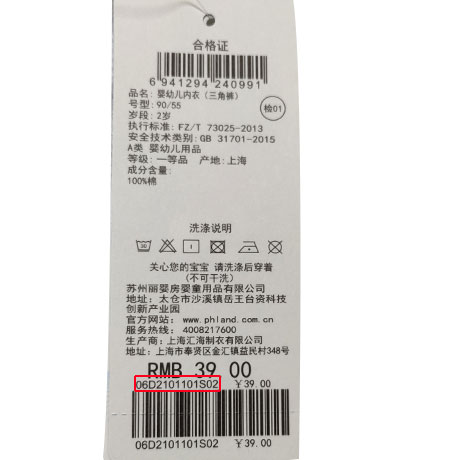 合格证
6 941294 240991
品名: 婴幼儿内衣 (三角裤)
号型: 90/55
检01
岁段: 2岁
执行标准: FZ/T 73025-2013
安全技术类别: GB 31701-2015
A类 婴幼儿用品
等级: 一等品 产地: 上海
成分含量:
100%棉
洗涤说明
关心您的宝宝 请洗涤后穿着
(不可干洗)
苏州丽婴房婴童用品有限公司
地址: 太仓市沙溪镇岳王台资科技
创新产业园
官方网站: www.phland.com.cn
服务热线: 4008217600
生产商: 上海汇海制衣有限公司
地址: 上海市奉贤区金汇镇益民村348号
RMB 39 00
06D2101101S02 ￥39.00
06D2101101S02 ￥39.00